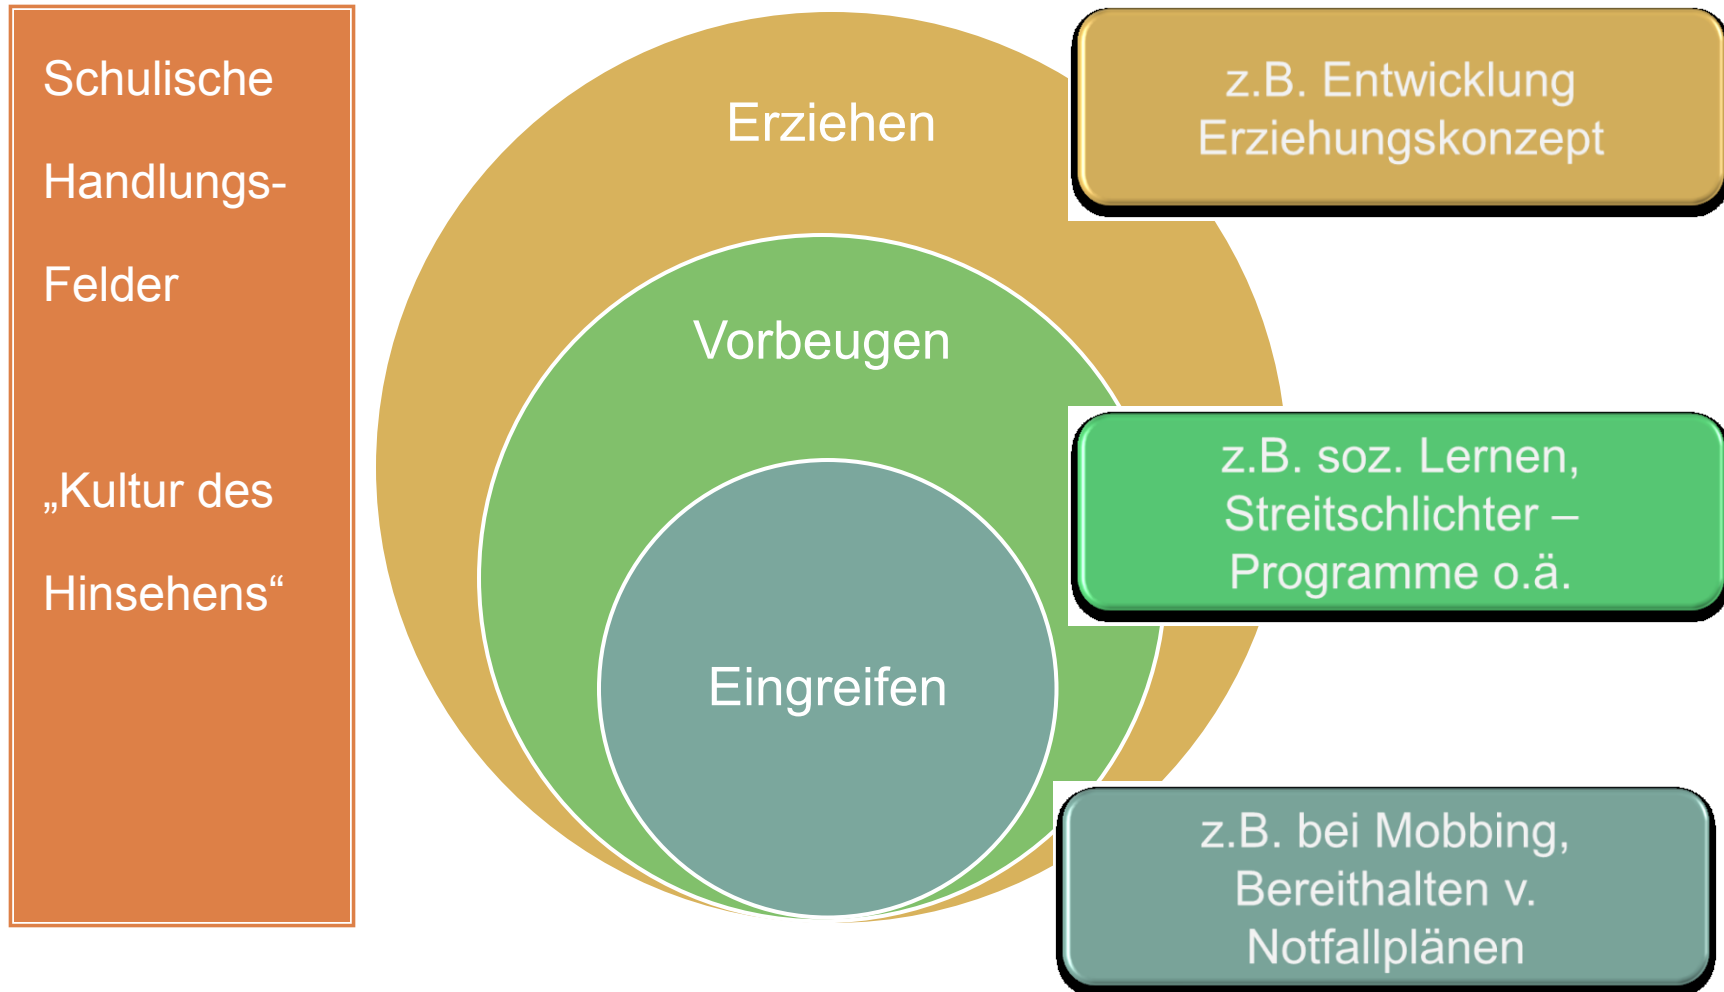 Schulische
Handlungs-
Felder
„Kultur des
Hinsehens“
Erziehen
Vorbeugen
Eingreifen
z.B. Entwicklung
Erziehungskonzept
z.B. soz. Lernen,
Streitschlichter –
Programme o.ä.
z.B. bei Mobbing,
Bereithalten v.
Notfallplänen